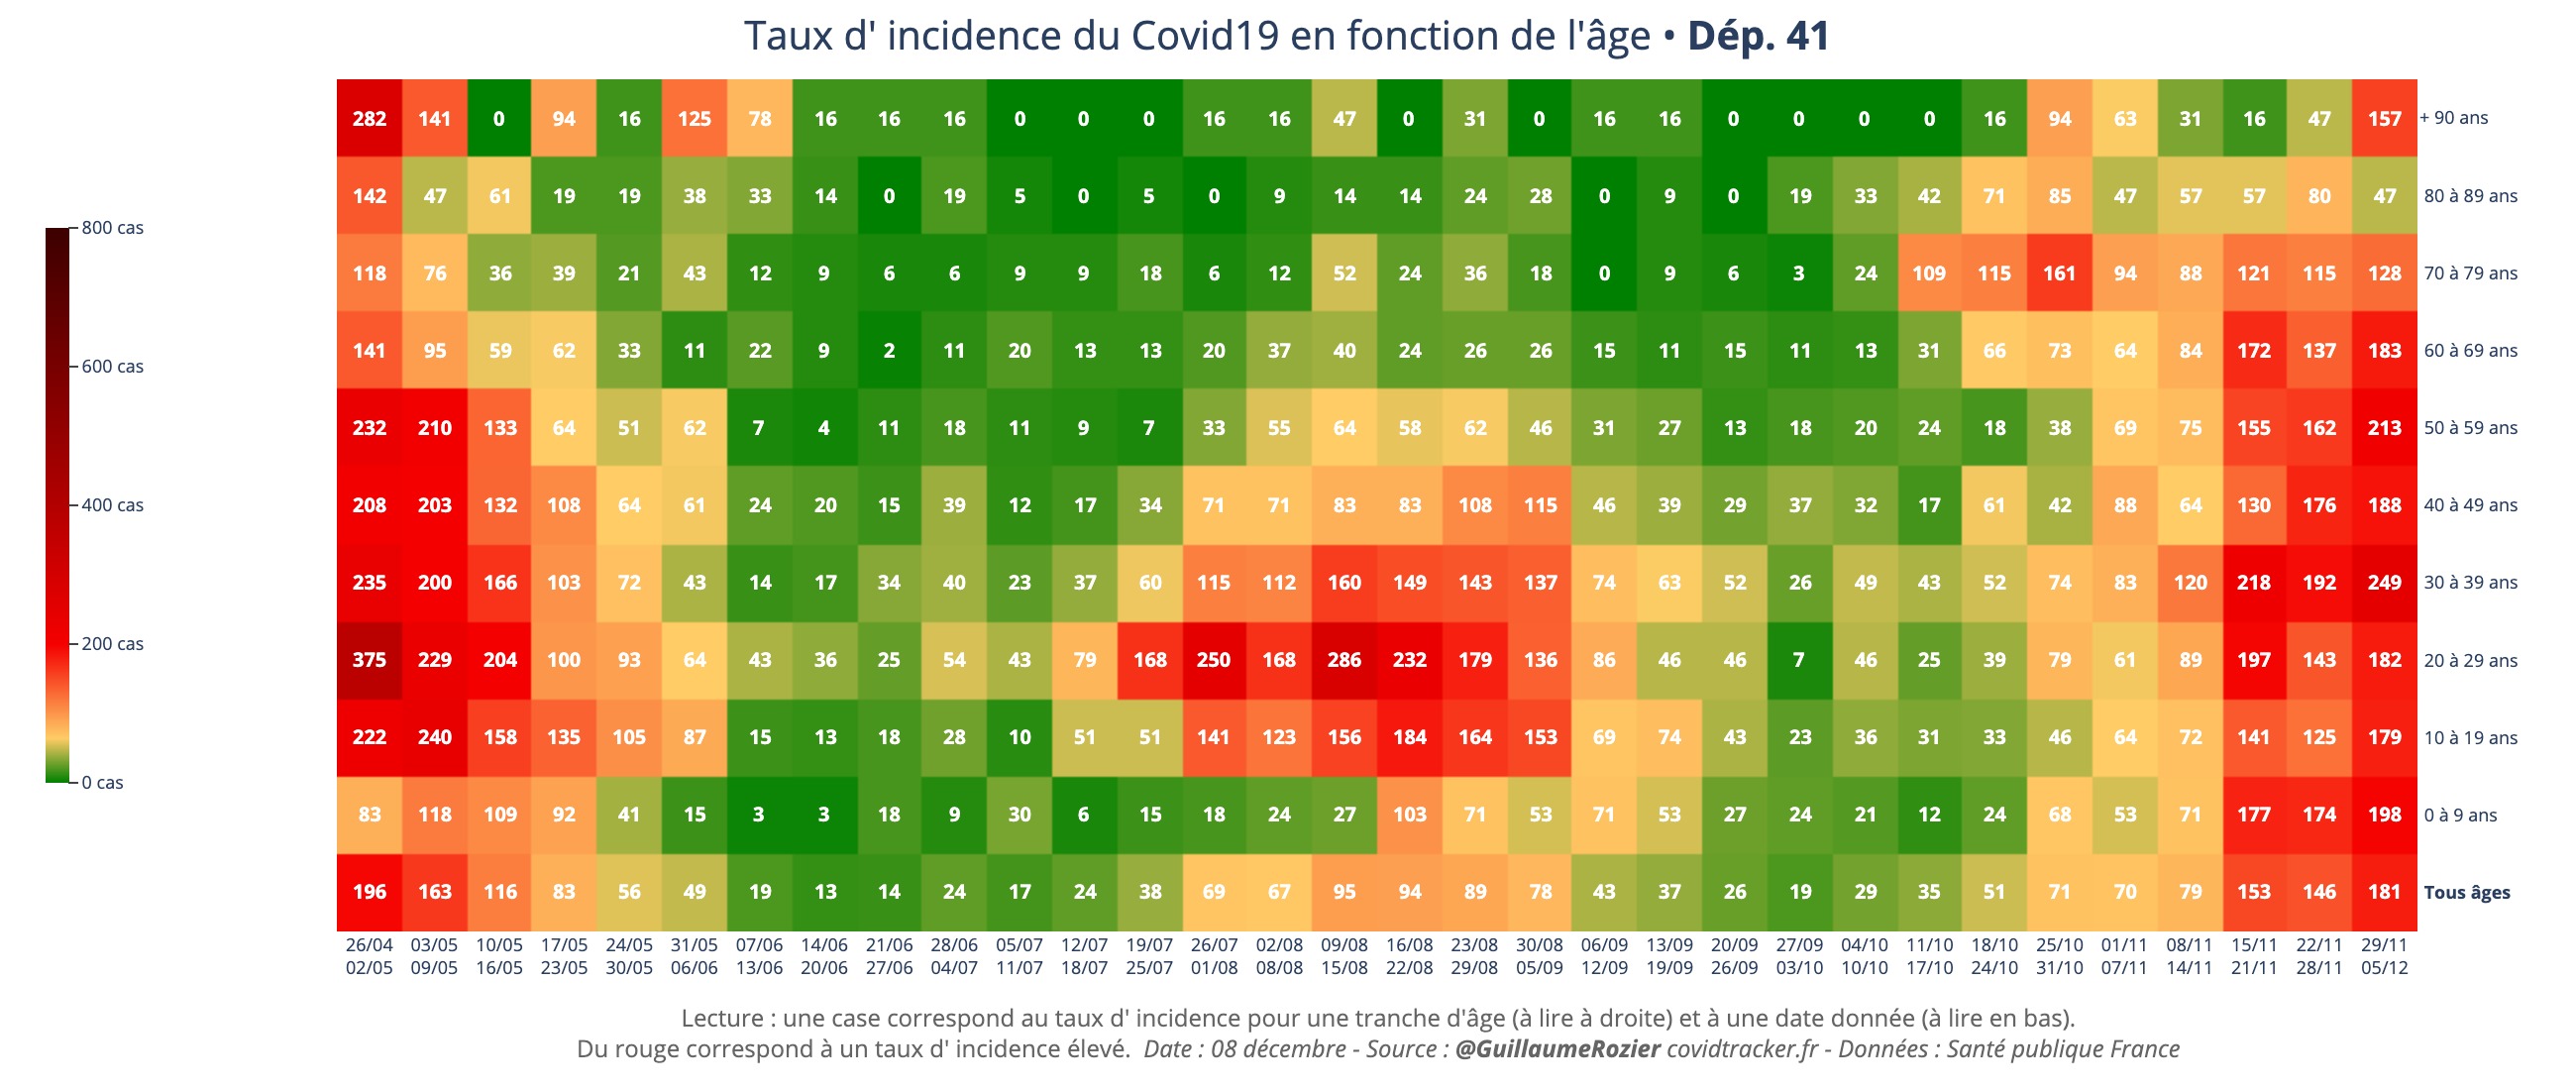 Taux d' incidence du Covid19 en fonction de l'âge • Dép. 41
800 cas
600 cas
400 cas
200 cas
0 cas
282 141 0 94 16 125 78 16 16 16 0 0 0 16 16 47 0 31 0 16 16 0 0 0 0 16 94 63 31 16 47 157 + 90 ans
142 47 61 19 19 38 33 14 0 19 5 0 5 0 9 14 14 24 28 0 9 0 19 33 42 71 85 47 57 57 80 47 80 à 89 ans
118 76 36 39 21 43 12 9 6 6 9 9 18 6 12 52 24 36 18 0 9 6 3 24 109 115 161 94 88 121 115 128 70 à 79 ans
141 95 59 62 33 11 22 9 2 11 20 13 13 20 37 40 24 26 26 15 11 15 11 13 31 66 73 64 84 172 137 183 60 à 69 ans
232 210 133 64 51 62 7 4 11 18 11 9 7 33 55 64 58 62 46 31 27 13 18 20 24 18 38 69 75 155 162 213 50 à 59 ans
208 203 132 108 64 61 24 20 15 39 12 17 34 71 71 83 83 108 115 46 39 29 37 32 17 61 42 88 64 130 176 188 40 à 49 ans
235 200 166 103 72 43 14 17 34 40 23 37 60 115 112 160 149 143 137 74 63 52 26 49 43 52 74 83 120 218 192 249 30 à 39 ans
375 229 204 100 93 64 43 36 25 54 43 79 168 250 168 286 232 179 136 86 46 46 7 46 25 39 79 61 89 197 143 182 20 à 29 ans
222 240 158 135 105 87 15 13 18 28 10 51 51 141 123 156 184 164 153 69 74 43 23 36 31 33 46 64 72 141 125 179 10 à 19 ans
83 118 109 92 41 15 3 3 18 9 30 6 15 18 24 27 103 71 53 71 53 27 24 21 12 24 68 53 71 177 174 198 0 à 9 ans
196 163 116 83 56 49 19 13 14 24 17 24 38 69 67 95 94 89 78 43 37 26 19 29 35 51 71 70 79 153 146 181 Tous âges
26/04 03/05 10/05 17/05 24/05 31/05 07/06 14/06 21/06 28/06 05/07 12/07 19/07 26/07 02/08 09/08 16/08 23/08 30/08 06/09 13/09 20/09 27/09 04/10 11/10 18/10 25/10 01/11 08/11 15/11 22/11 29/11
02/05 09/05 16/05 23/05 30/05 06/06 13/06 20/06 27/06 04/07 11/07 18/07 25/07 01/08 08/08 15/08 22/08 29/08 05/09 12/09 19/09 26/09 03/10 10/10 17/10 24/10 31/10 07/11 14/11 21/11 28/11 05/12
Lecture : une case correspond au taux d' incidence pour une tranche d'âge (à lire à droite) et à une date donnée (à lire en bas).
Du rouge correspond à un taux d' incidence élevé. Date : 08 décembre - Source : @GuillaumeRozier covidtracker.fr - Données : Santé publique France